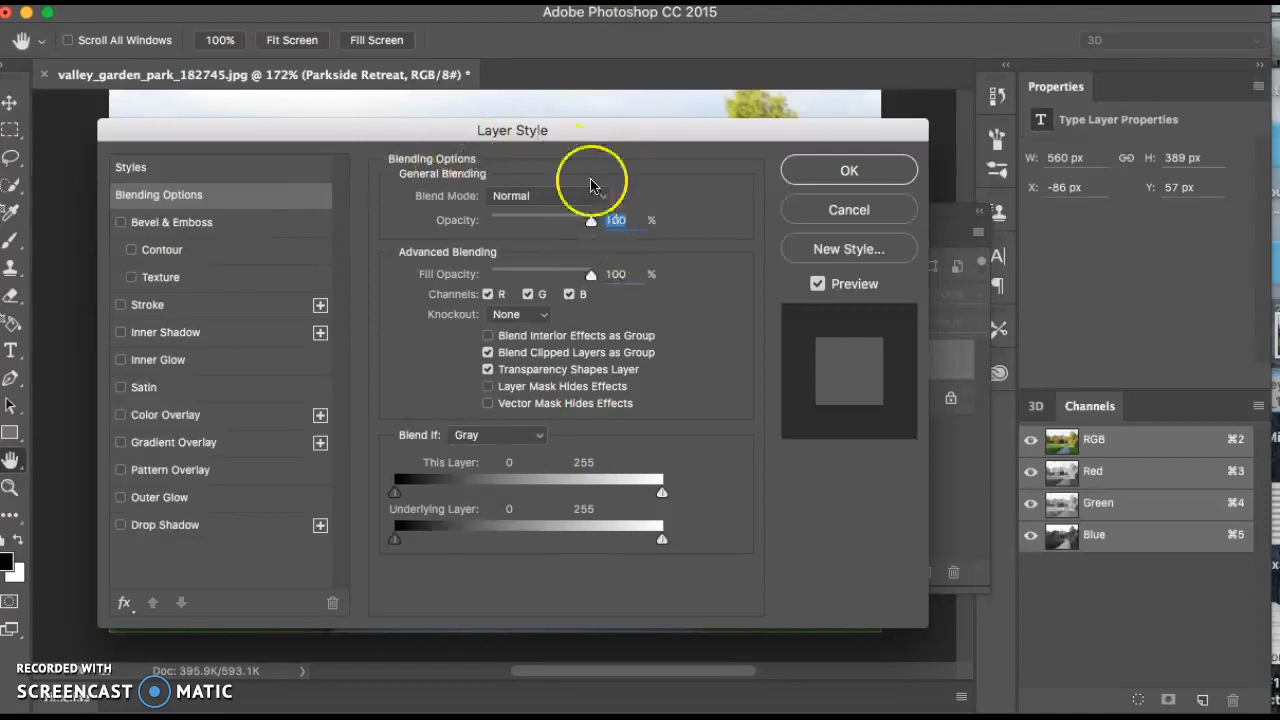 Adobe Photoshop CC 2015
Scroll All Windows
100%
Fit Screen
Fill Screen
3D
× valley_garden_park_182745.jpg @ 172% (Parkside Retreat, RGB/8#) *
Properties
T Type Layer Properties
W: 560 px
H: 389 px
X: -86 px
Y: 57 px
Layer Style
Styles
Blending Options
Bevel & Emboss
Contour
Texture
Stroke
Inner Shadow
Inner Glow
Satin
Color Overlay
Gradient Overlay
Pattern Overlay
Outer Glow
Drop Shadow
fx
Blending Options
General Blending
Blend Mode: Normal
Opacity: 100 %
Advanced Blending
Fill Opacity: 100 %
Channels: R G B
Knockout: None
Blend Interior Effects as Group
Blend Clipped Layers as Group
Transparency Shapes Layer
Layer Mask Hides Effects
Vector Mask Hides Effects
Blend If: Gray
This Layer: 0 255
Underlying Layer: 0 255
OK
Cancel
New Style...
Preview
3D
Channels
RGB ⌘2
Red ⌘3
Green ⌘4
Blue ⌘5
Doc: 395.9K/593.1K
RECORDED WITH
SCREENCAST MATIC